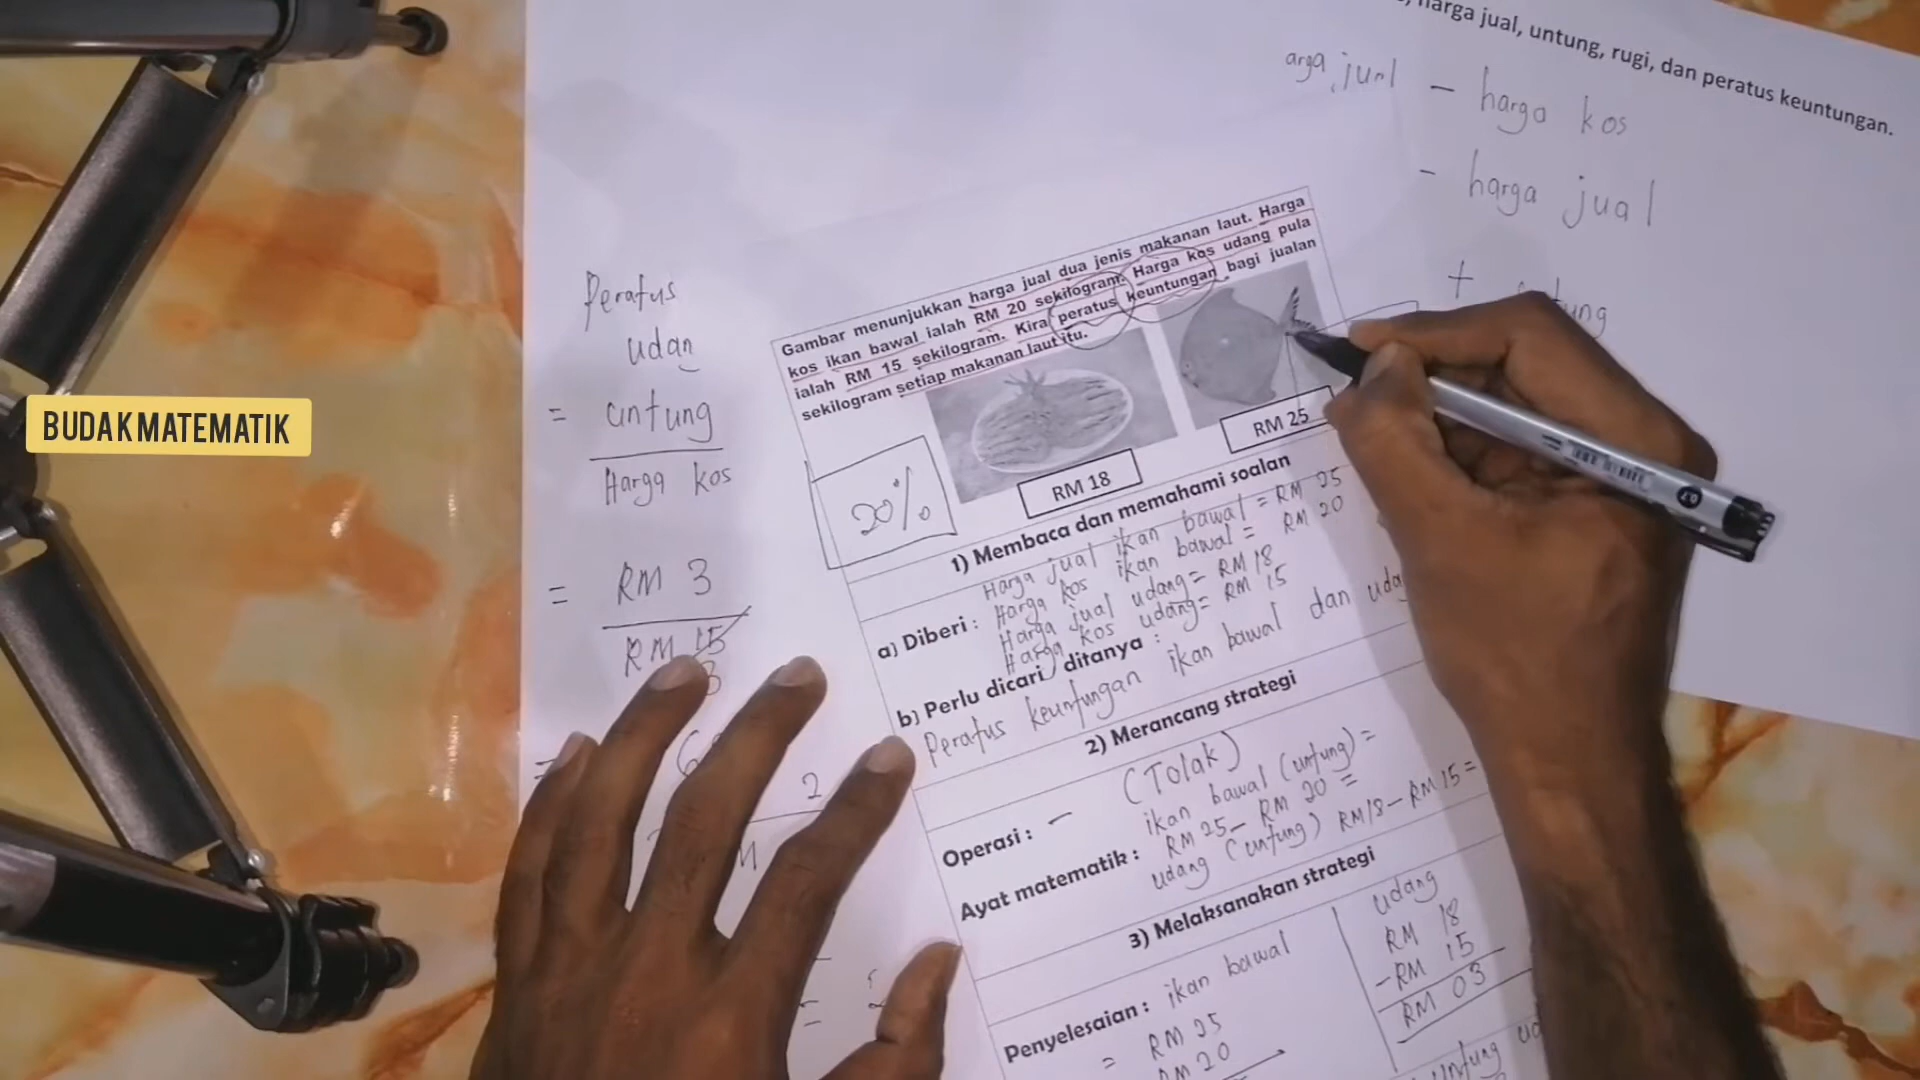 harga jual, untung, rugi, dan peratus keuntungan.
arga jual - harga kos
- harga jual
+
BUDAK MATEMATIK
Peratus
udang
= untung
Harga kos
= RM 3
RM 15
3
=
2
Gambar menunjukkan harga jual dua jenis makanan laut. Harga
kos ikan bawal ialah RM 20 sekilogram. Harga kos udang pula
ialah RM 15 sekilogram. Kira peratus keuntungan bagi jualan
sekilogram setiap makanan laut itu.
20%
RM 18
RM 25
1) Membaca dan memahami soalan
a) Diberi :
Harga jual ikan bawal = RM 25
Harga kos ikan bawal = RM 20
Harga jual udang = RM 18
Harga kos udang = RM 15
b) Perlu dicari / ditanya :
Peratus keuntungan ikan bawal dan uda
2) Merancang strategi
Operasi : - (Tolak)
Ayat matematik :
ikan bawal (untung) =
RM 25 - RM 20 =
udang (untung) RM 18 - RM 15 =
3) Melaksanakan strategi
Penyelesaian : ikan bawal
= RM 25
RM 20
udang
RM 18
- RM 15
RM 03
untung